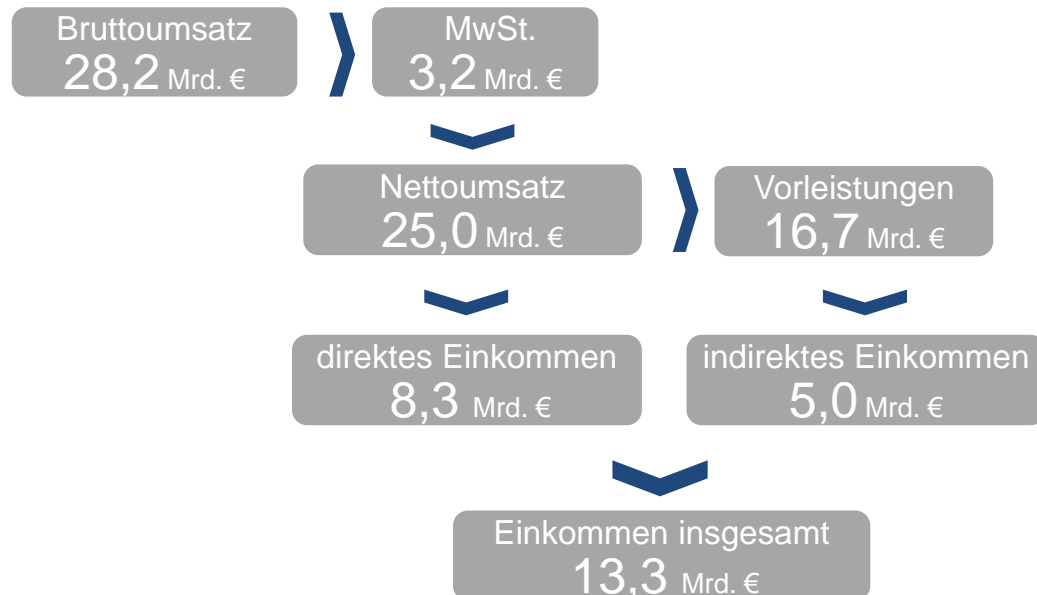 Bruttoumsatz
28,2 Mrd. €
MwSt.
3,2 Mrd. €
Nettoumsatz
25,0 Mrd. €
Vorleistungen
16,7 Mrd. €
direktes Einkommen
8,3 Mrd. €
indirektes Einkommen
5,0 Mrd. €
Einkommen insgesamt
13,3 Mrd. €